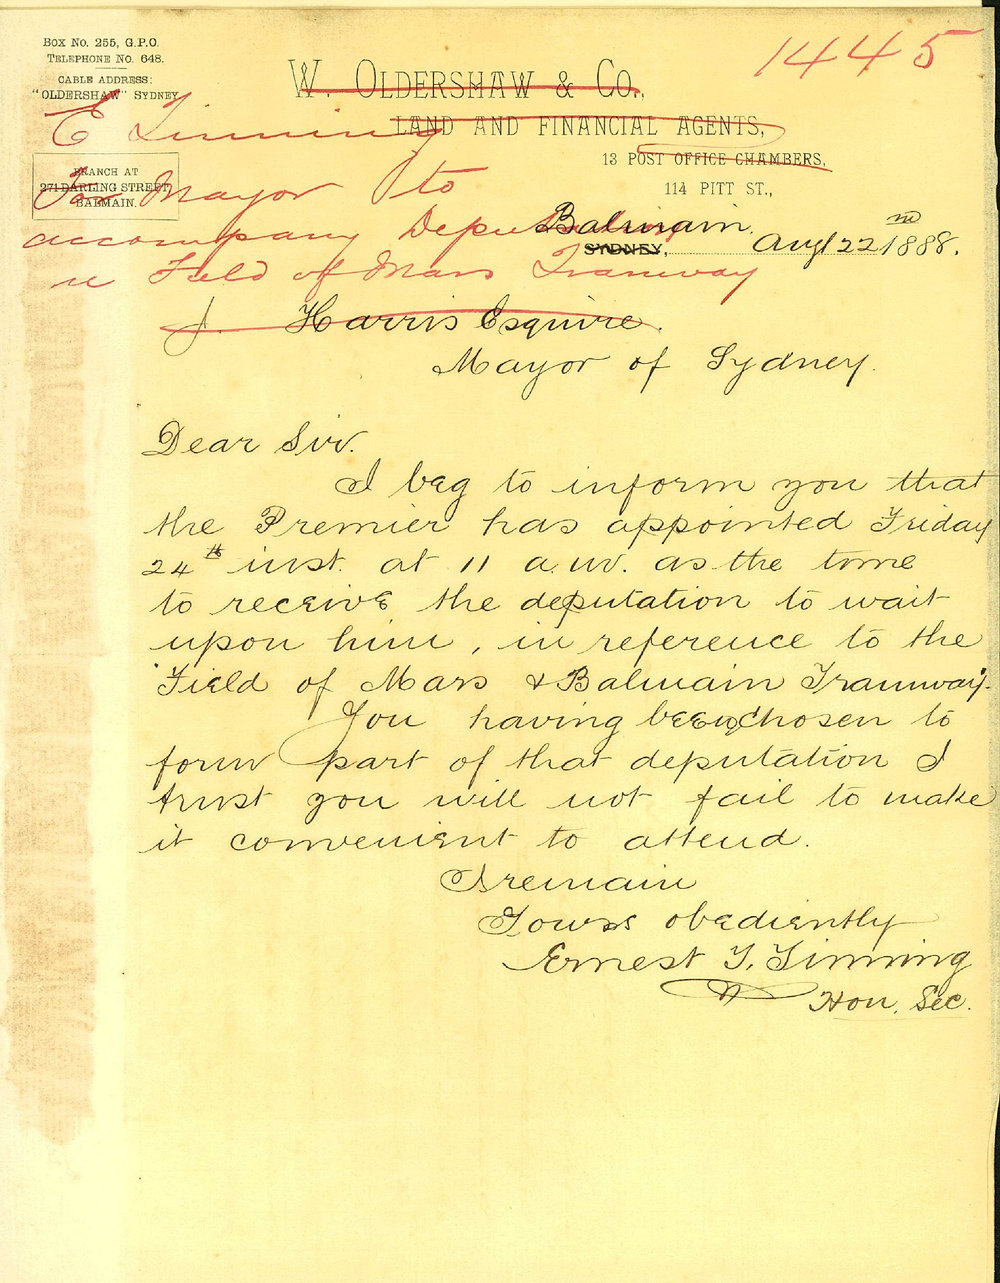 BOX NO. 255, G.P.O.
TELEPHONE NO. 648.
CABLE ADDRESS:
"OLDERSHAW" SYDNEY.
BRANCH AT
271 DARLING STREET
BALMAIN.
1445
W. OLDERSHAW & CO.,
LAND AND FINANCIAL AGENTS,
13 POST OFFICE CHAMBERS,
114 PITT ST.,
E Timming
For Mayor to
accompany Deputation
re Field of Mars Tramway
Balmain.
SYDNEY, Augt 22nd 1888.
J. Harris Esquire.
Mayor of Sydney.
Dear Sir.
I beg to inform you that
the Premier has appointed Friday
24th inst. at 11 a.m. as the time
to receive the deputation to wait
upon him, in reference to the
"Field of Mars & Balmain Tramway."
You having been chosen to
form part of that deputation I
trust you will not fail to make
it convenient to attend.
I remain
Yours obediently
Ernest T. Timming
Hon. Sec.